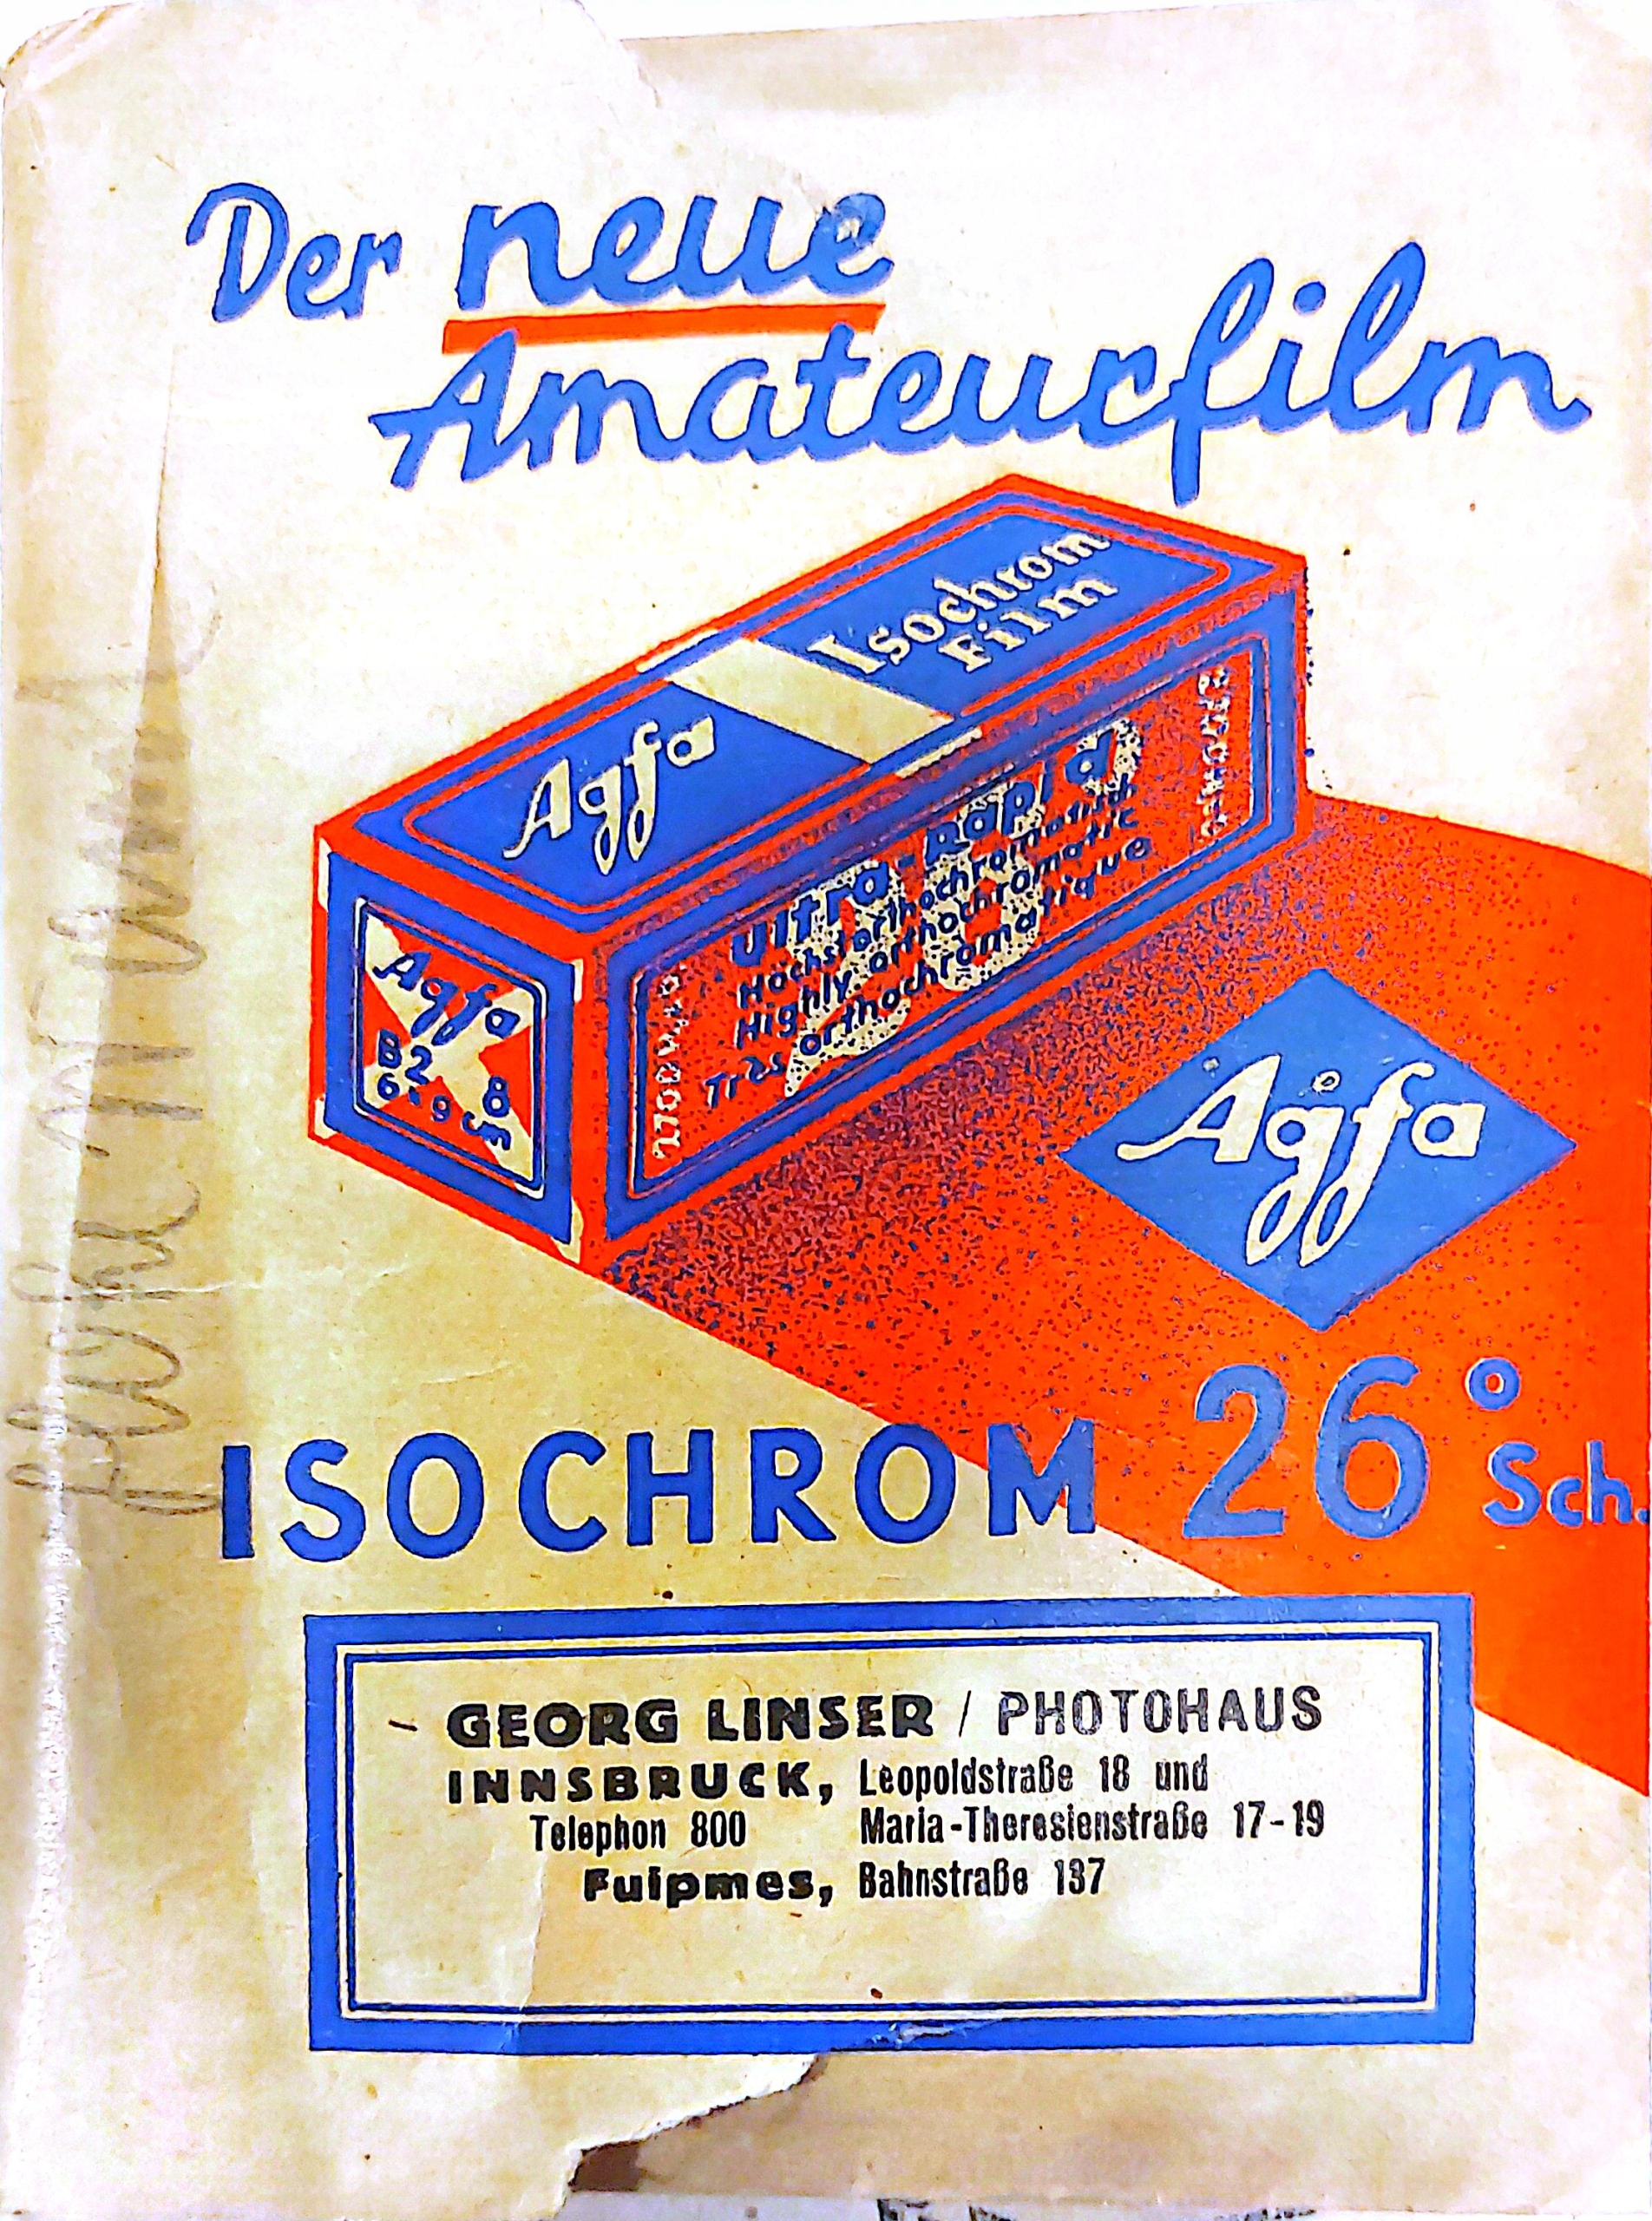 Der neue
Amateurfilm
Isochrom
Film
Agfa
Ultra-Rapid
Höchstorthochromatisch
Highly orthochromatic
Très orthochromatique
Agfa
B2 8
6×9 cm
Agfa
ISOCHROM 26° Sch.
GEORG LINSER / PHOTOHAUS
INNSBRUCK, Leopoldstraße 18 und
Telephon 800 Maria-Theresienstraße 17-19
Fulpmes, Bahnstraße 137